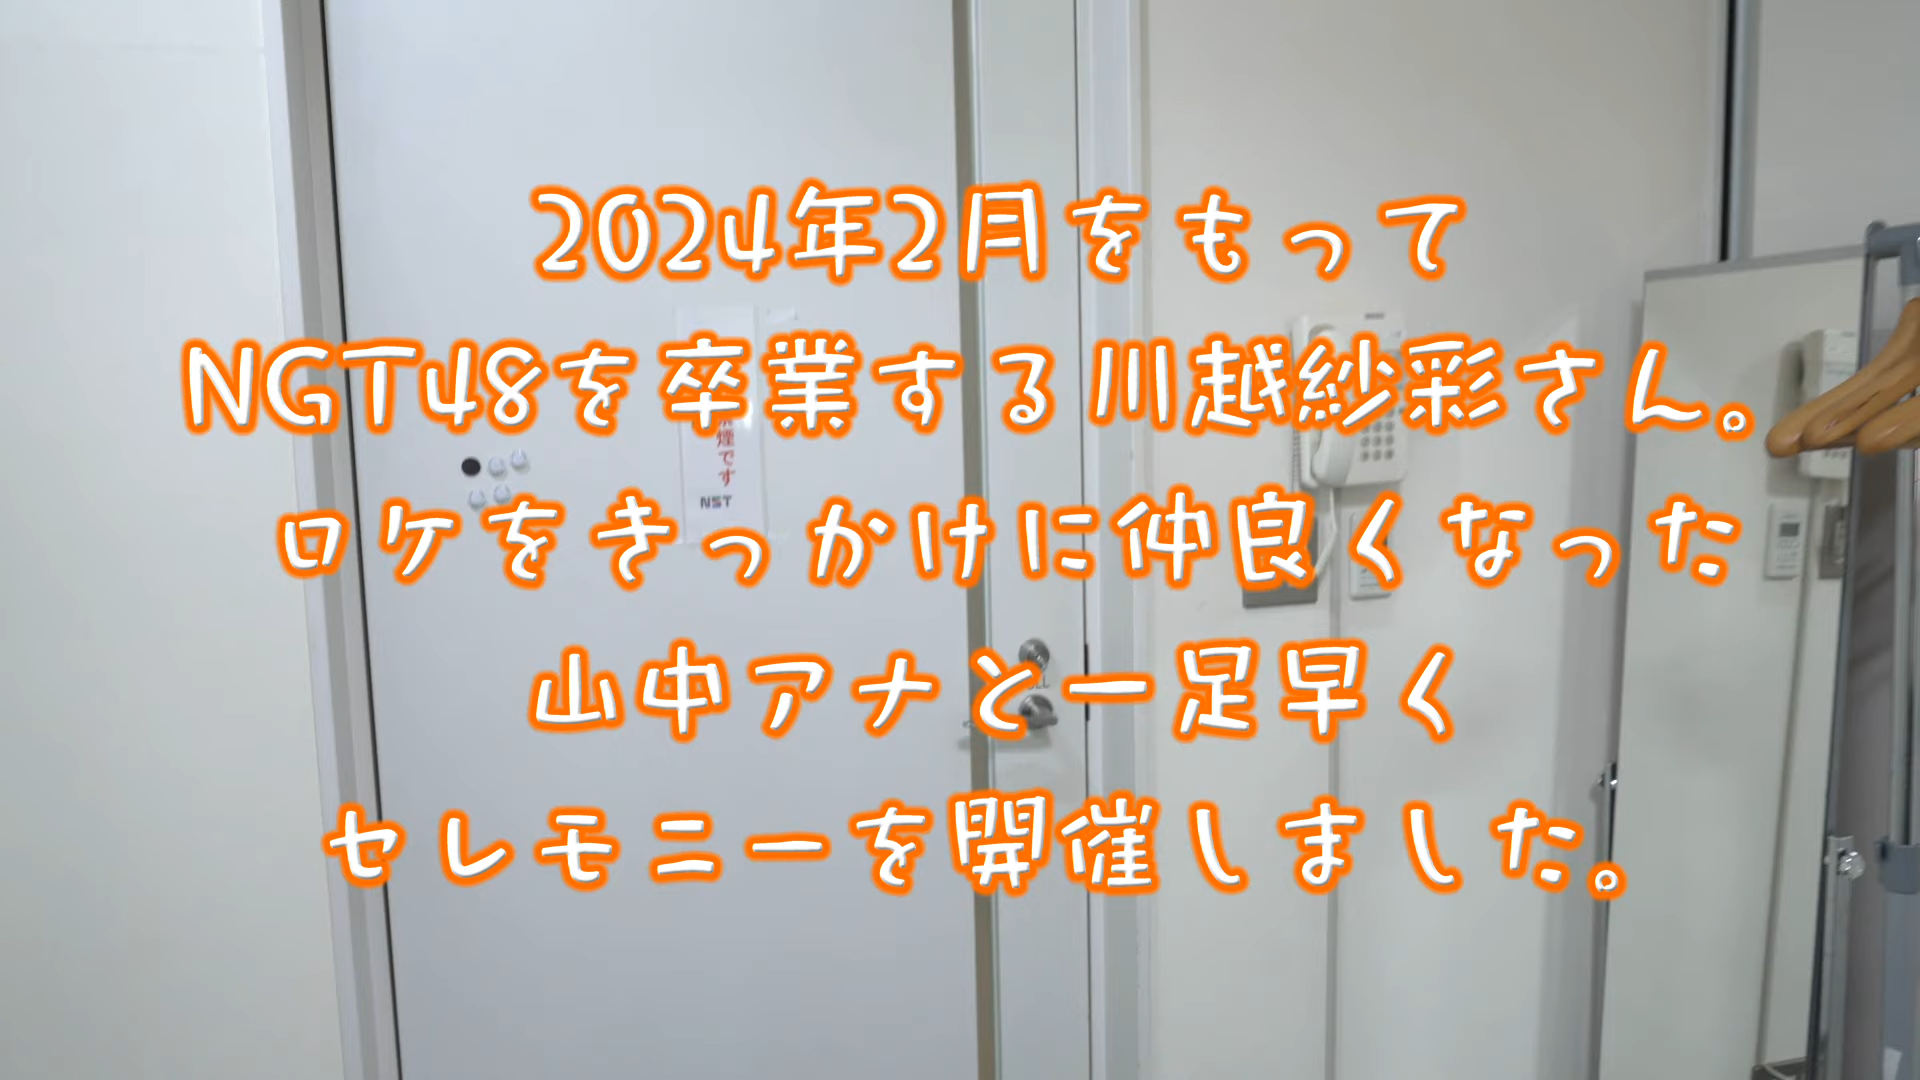 2024年2月をもって
NGT48を卒業する川越紗彩さん。
ロケをきっかけに仲良くなった
山中アナと一足早く
セレモニーを開催しました。
煙です
NST